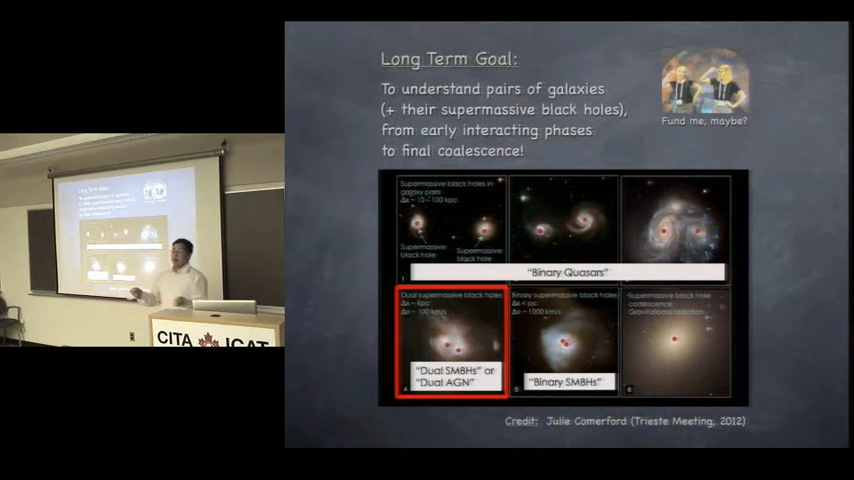 Long Term Goal:
To understand pairs of galaxies
(+ their supermassive black holes),
from early interacting phases
to final coalescence!
Fund me, maybe?
Supermassive black holes in
galaxy pairs
Δx ~ 10-100 kpc
Supermassive
black hole
Supermassive
black hole
1
"Binary Quasars"
Dual supermassive black holes
Δx ~ kpc
Δv ~ 100 km/s
"Dual SMBHs" or
"Dual AGN"
4
Binary supermassive black holes
Δx < pc
Δv ~ 1000 km/s
"Binary SMBHs"
5
Supermassive black hole
coalescence
Gravitational radiation
6
Credit: Julie Comerford (Trieste Meeting, 2012)
CITA ICAT